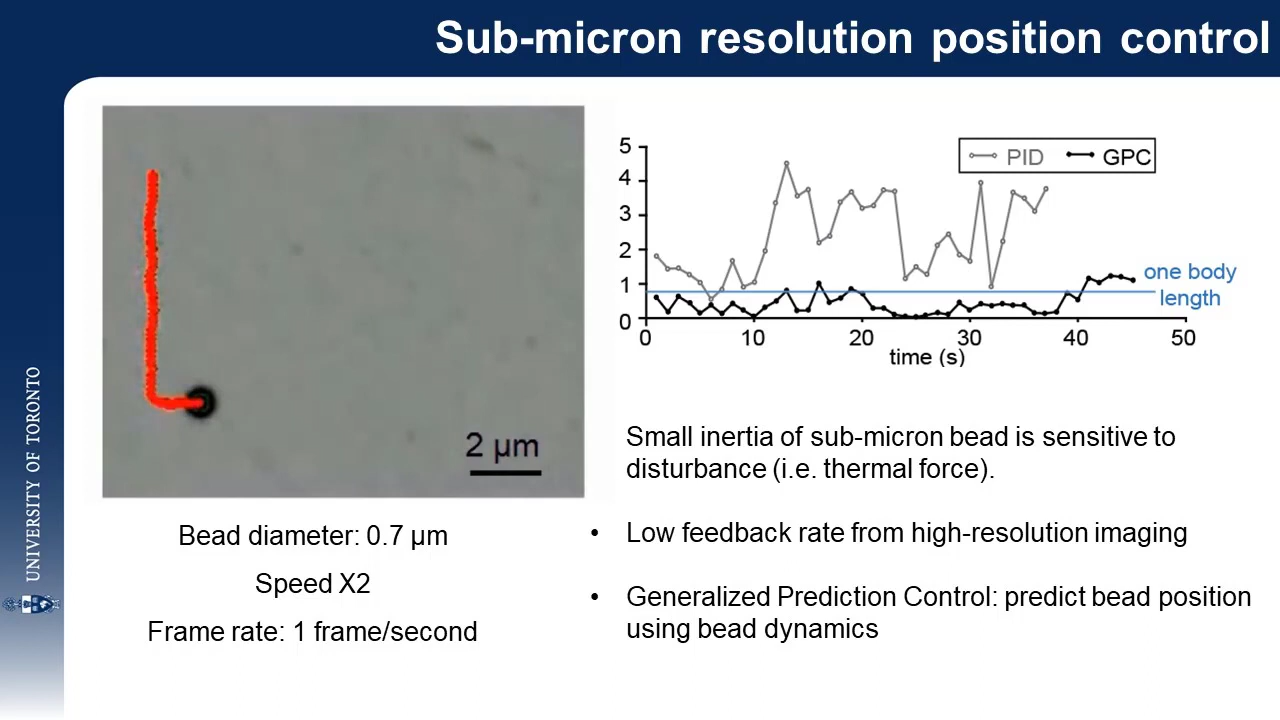 Sub-micron resolution position control
UNIVERSITY OF TORONTO
2 µm
Bead diameter: 0.7 µm
Speed X2
Frame rate: 1 frame/second
PID GPC
5
4
3
2
1
0
0 10 20 30 40 50
time (s)
one body
length
Small inertia of sub-micron bead is sensitive to
disturbance (i.e. thermal force).
• Low feedback rate from high-resolution imaging
• Generalized Prediction Control: predict bead position
using bead dynamics